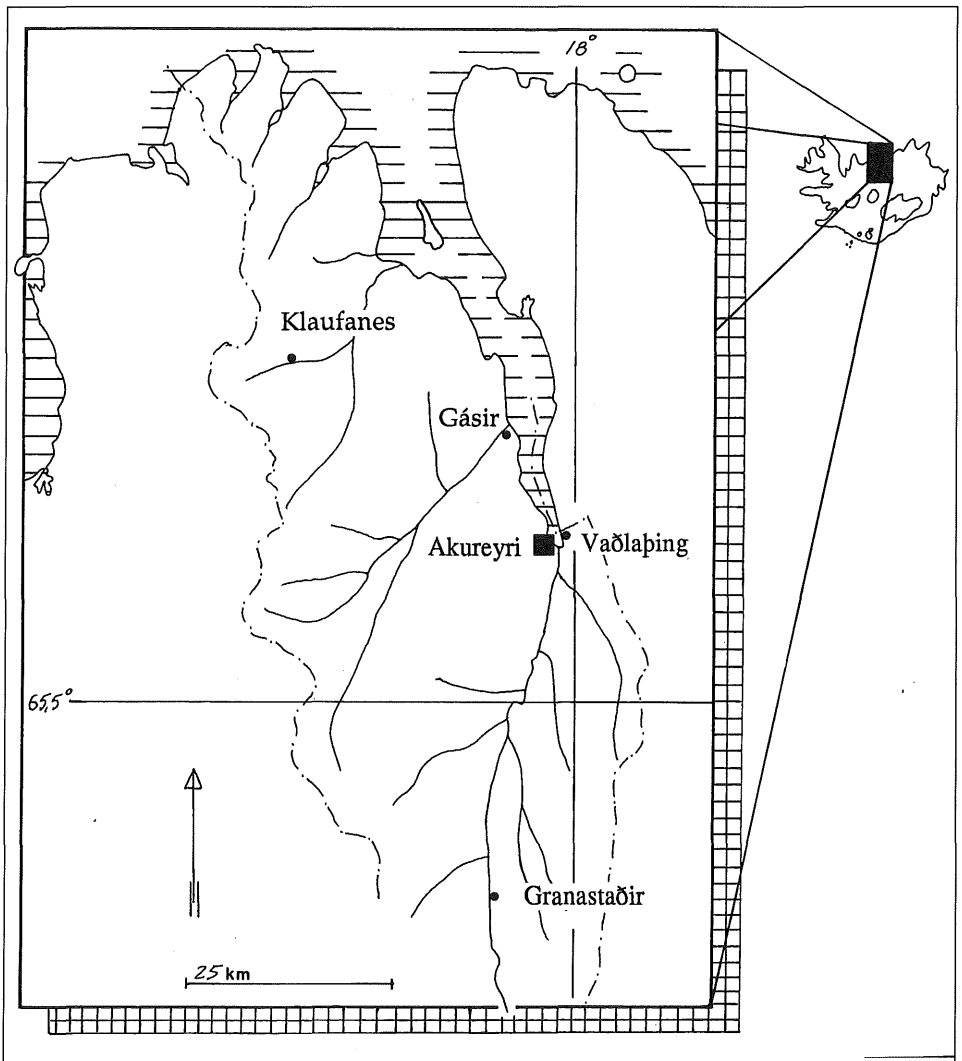 18°
Klaufanes
Gásir
Akureyri
Vaðlaþing
65,5°
Granastaðir
25 km